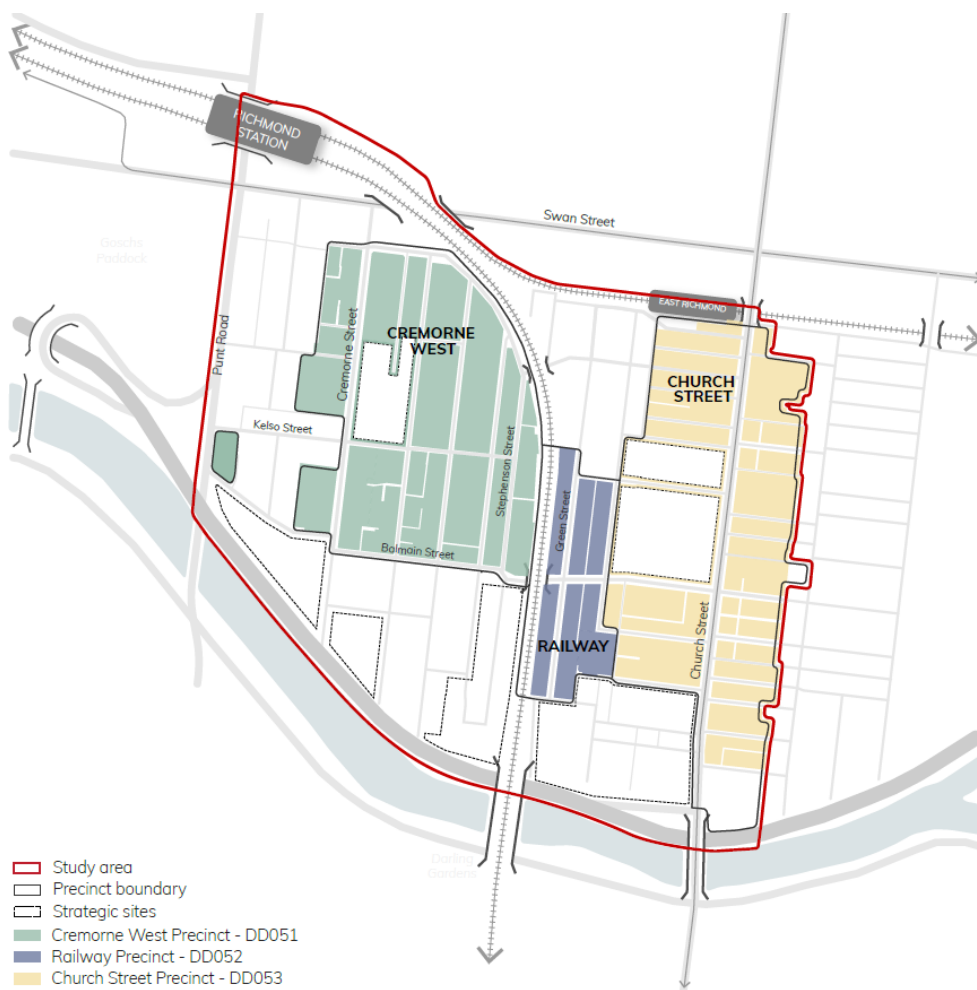 RICHMOND
STATION
Swan Street
Goschs
Paddock
EAST RICHMOND
Punt Road
Cremorne Street
CREMORNE
WEST
CHURCH
STREET
Kelso Street
Stephenson Street
Green Street
Balmain Street
Church Street
RAILWAY
Darling
Gardens
Study area
Precinct boundary
Strategic sites
Cremorne West Precinct - DD051
Railway Precinct - DD052
Church Street Precinct - DD053